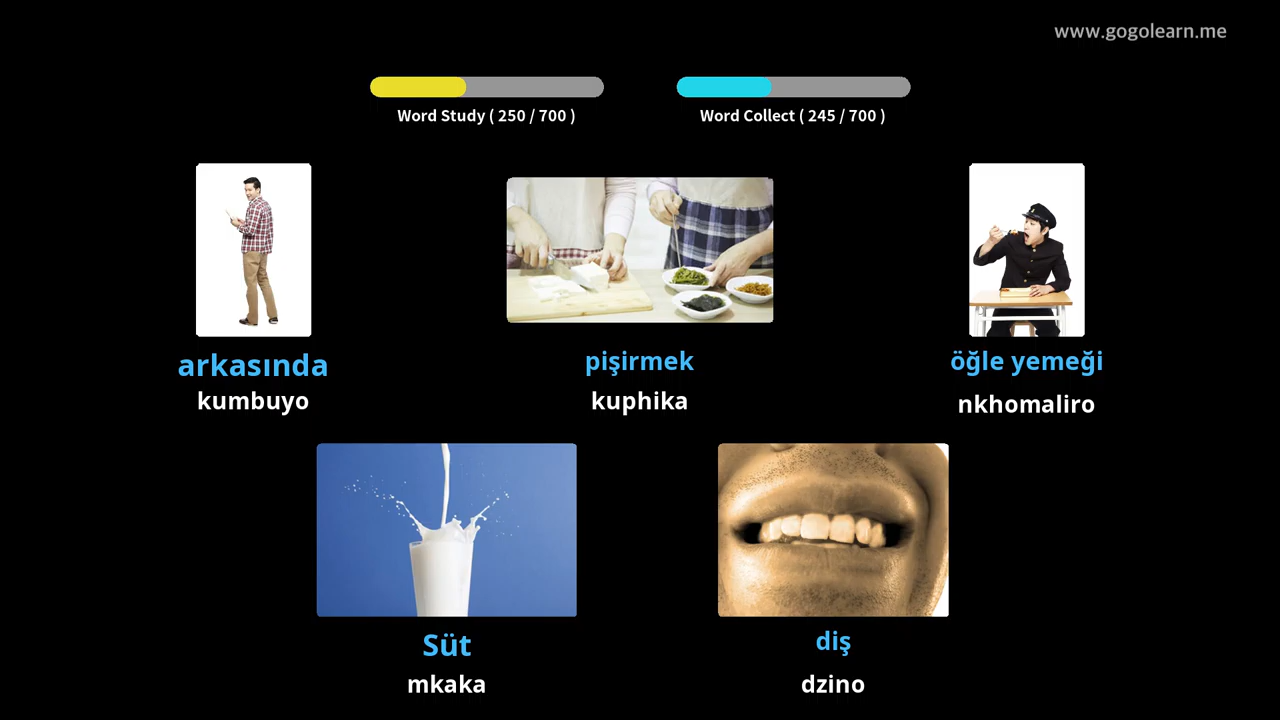 www.gogolearn.me
Word Study ( 250 / 700 )
Word Collect ( 245 / 700 )
arkasında
kumbuyo
pişirmek
kuphika
öğle yemeği
nkhomaliro
Süt
mkaka
diş
dzino